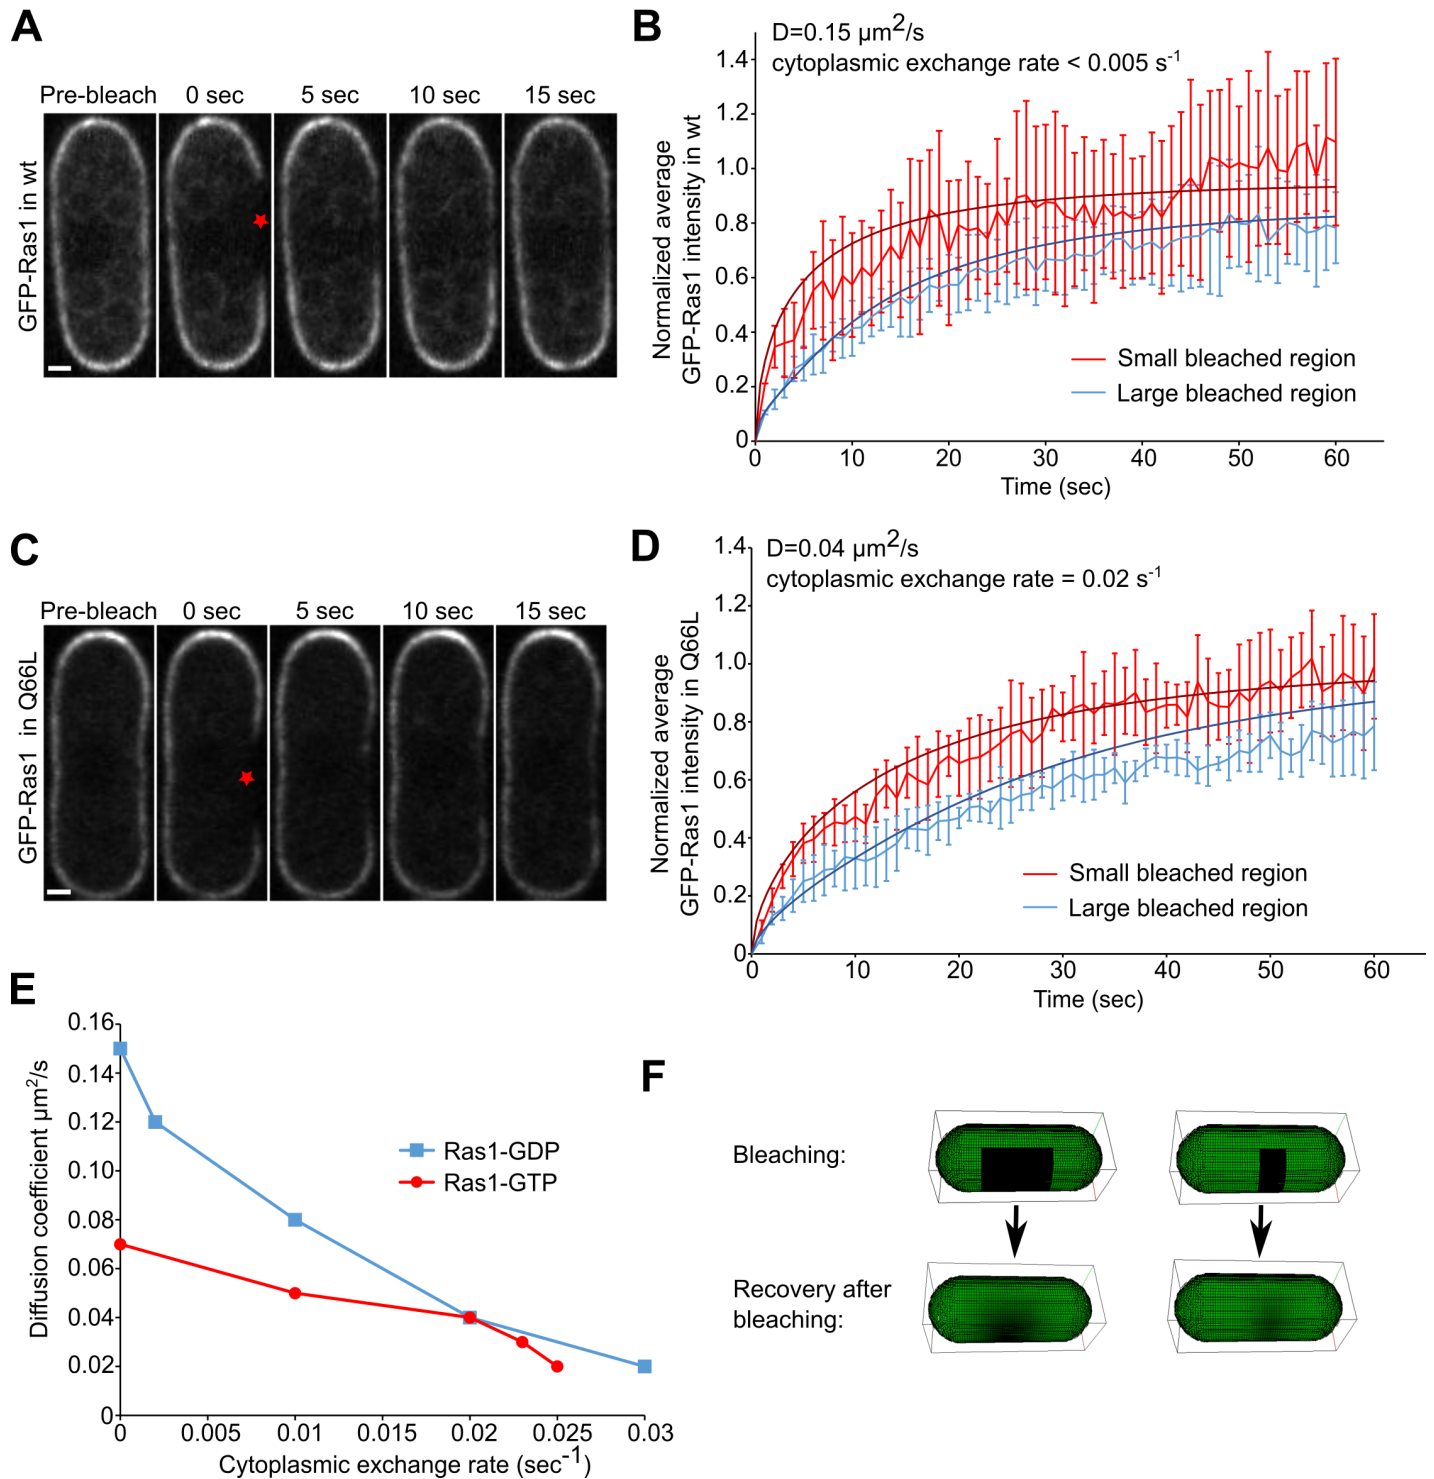 A
Pre-bleach 0 sec 5 sec 10 sec 15 sec
GFP-Ras1 in wt
B
D=0.15 µm2/s
cytoplasmic exchange rate < 0.005 s-1
Normalized average
GFP-Ras1 intensity in wt
1.4
1.2
1.0
0.8
0.6
0.4
0.2
0
0 10 20 30 40 50 60
Time (sec)
Small bleached region
Large bleached region
C
Pre-bleach 0 sec 5 sec 10 sec 15 sec
GFP-Ras1 in Q66L
D
D=0.04 µm2/s
cytoplasmic exchange rate = 0.02 s-1
Normalized average
GFP-Ras1 intensity in Q66L
1.4
1.2
1.0
0.8
0.6
0.4
0.2
0
0 10 20 30 40 50 60
Time (sec)
Small bleached region
Large bleached region
E
Diffusion coefficient µm2/s
0.16
0.14
0.12
0.10
0.08
0.06
0.04
0.02
0
0 0.005 0.01 0.015 0.02 0.025 0.03
Cytoplasmic exchange rate (sec-1)
Ras1-GDP
Ras1-GTP
F
Bleaching:
Recovery after
bleaching: